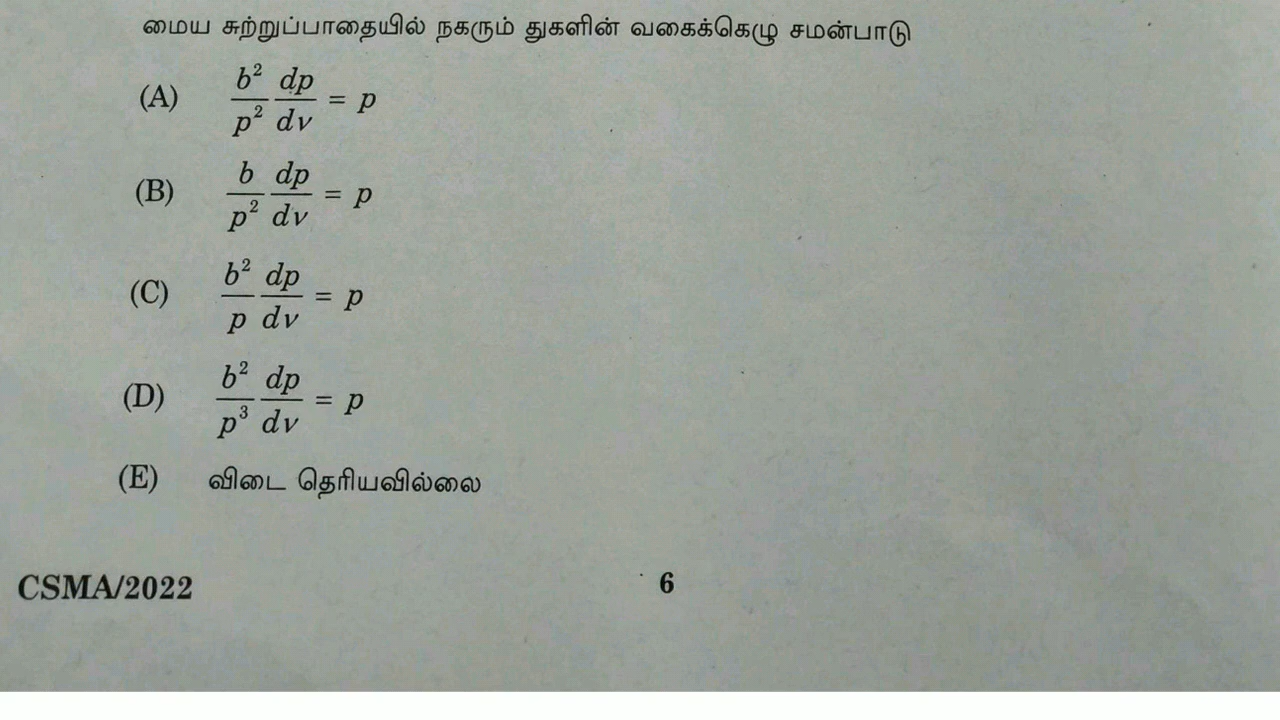 மைய சுற்றுப்பாதையில் நகரும் துகளின் வகைக்கெழு சமன்பாடு
(A) b²/p² dp/dv = p
(B) b/p² dp/dv = p
(C) b²/p dp/dv = p
(D) b²/p³ dp/dv = p
(E) விடை தெரியவில்லை
CSMA/2022 6